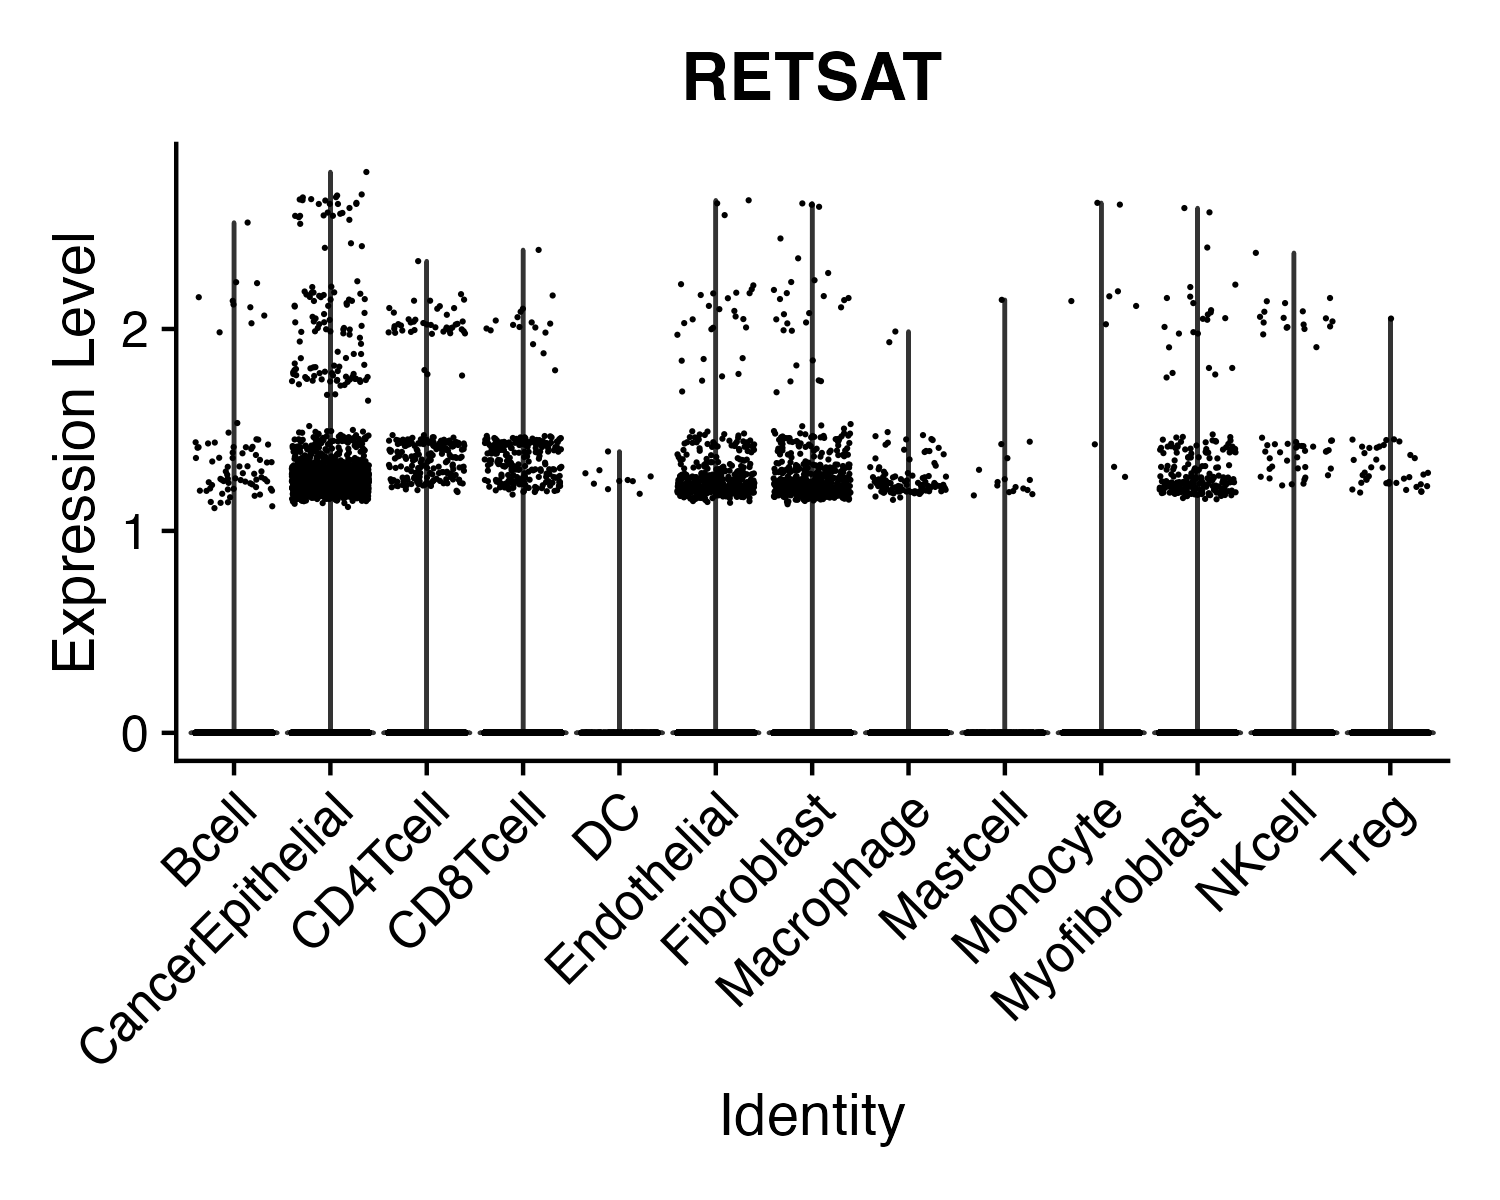 RETSAT
Expression Level
2
1
0
Bcell
CancerEpithelial
CD4Tcell
CD8Tcell
DC
Endothelial
Fibroblast
Macrophage
Mastcell
Monocyte
Myofibroblast
NKcell
Treg
Identity